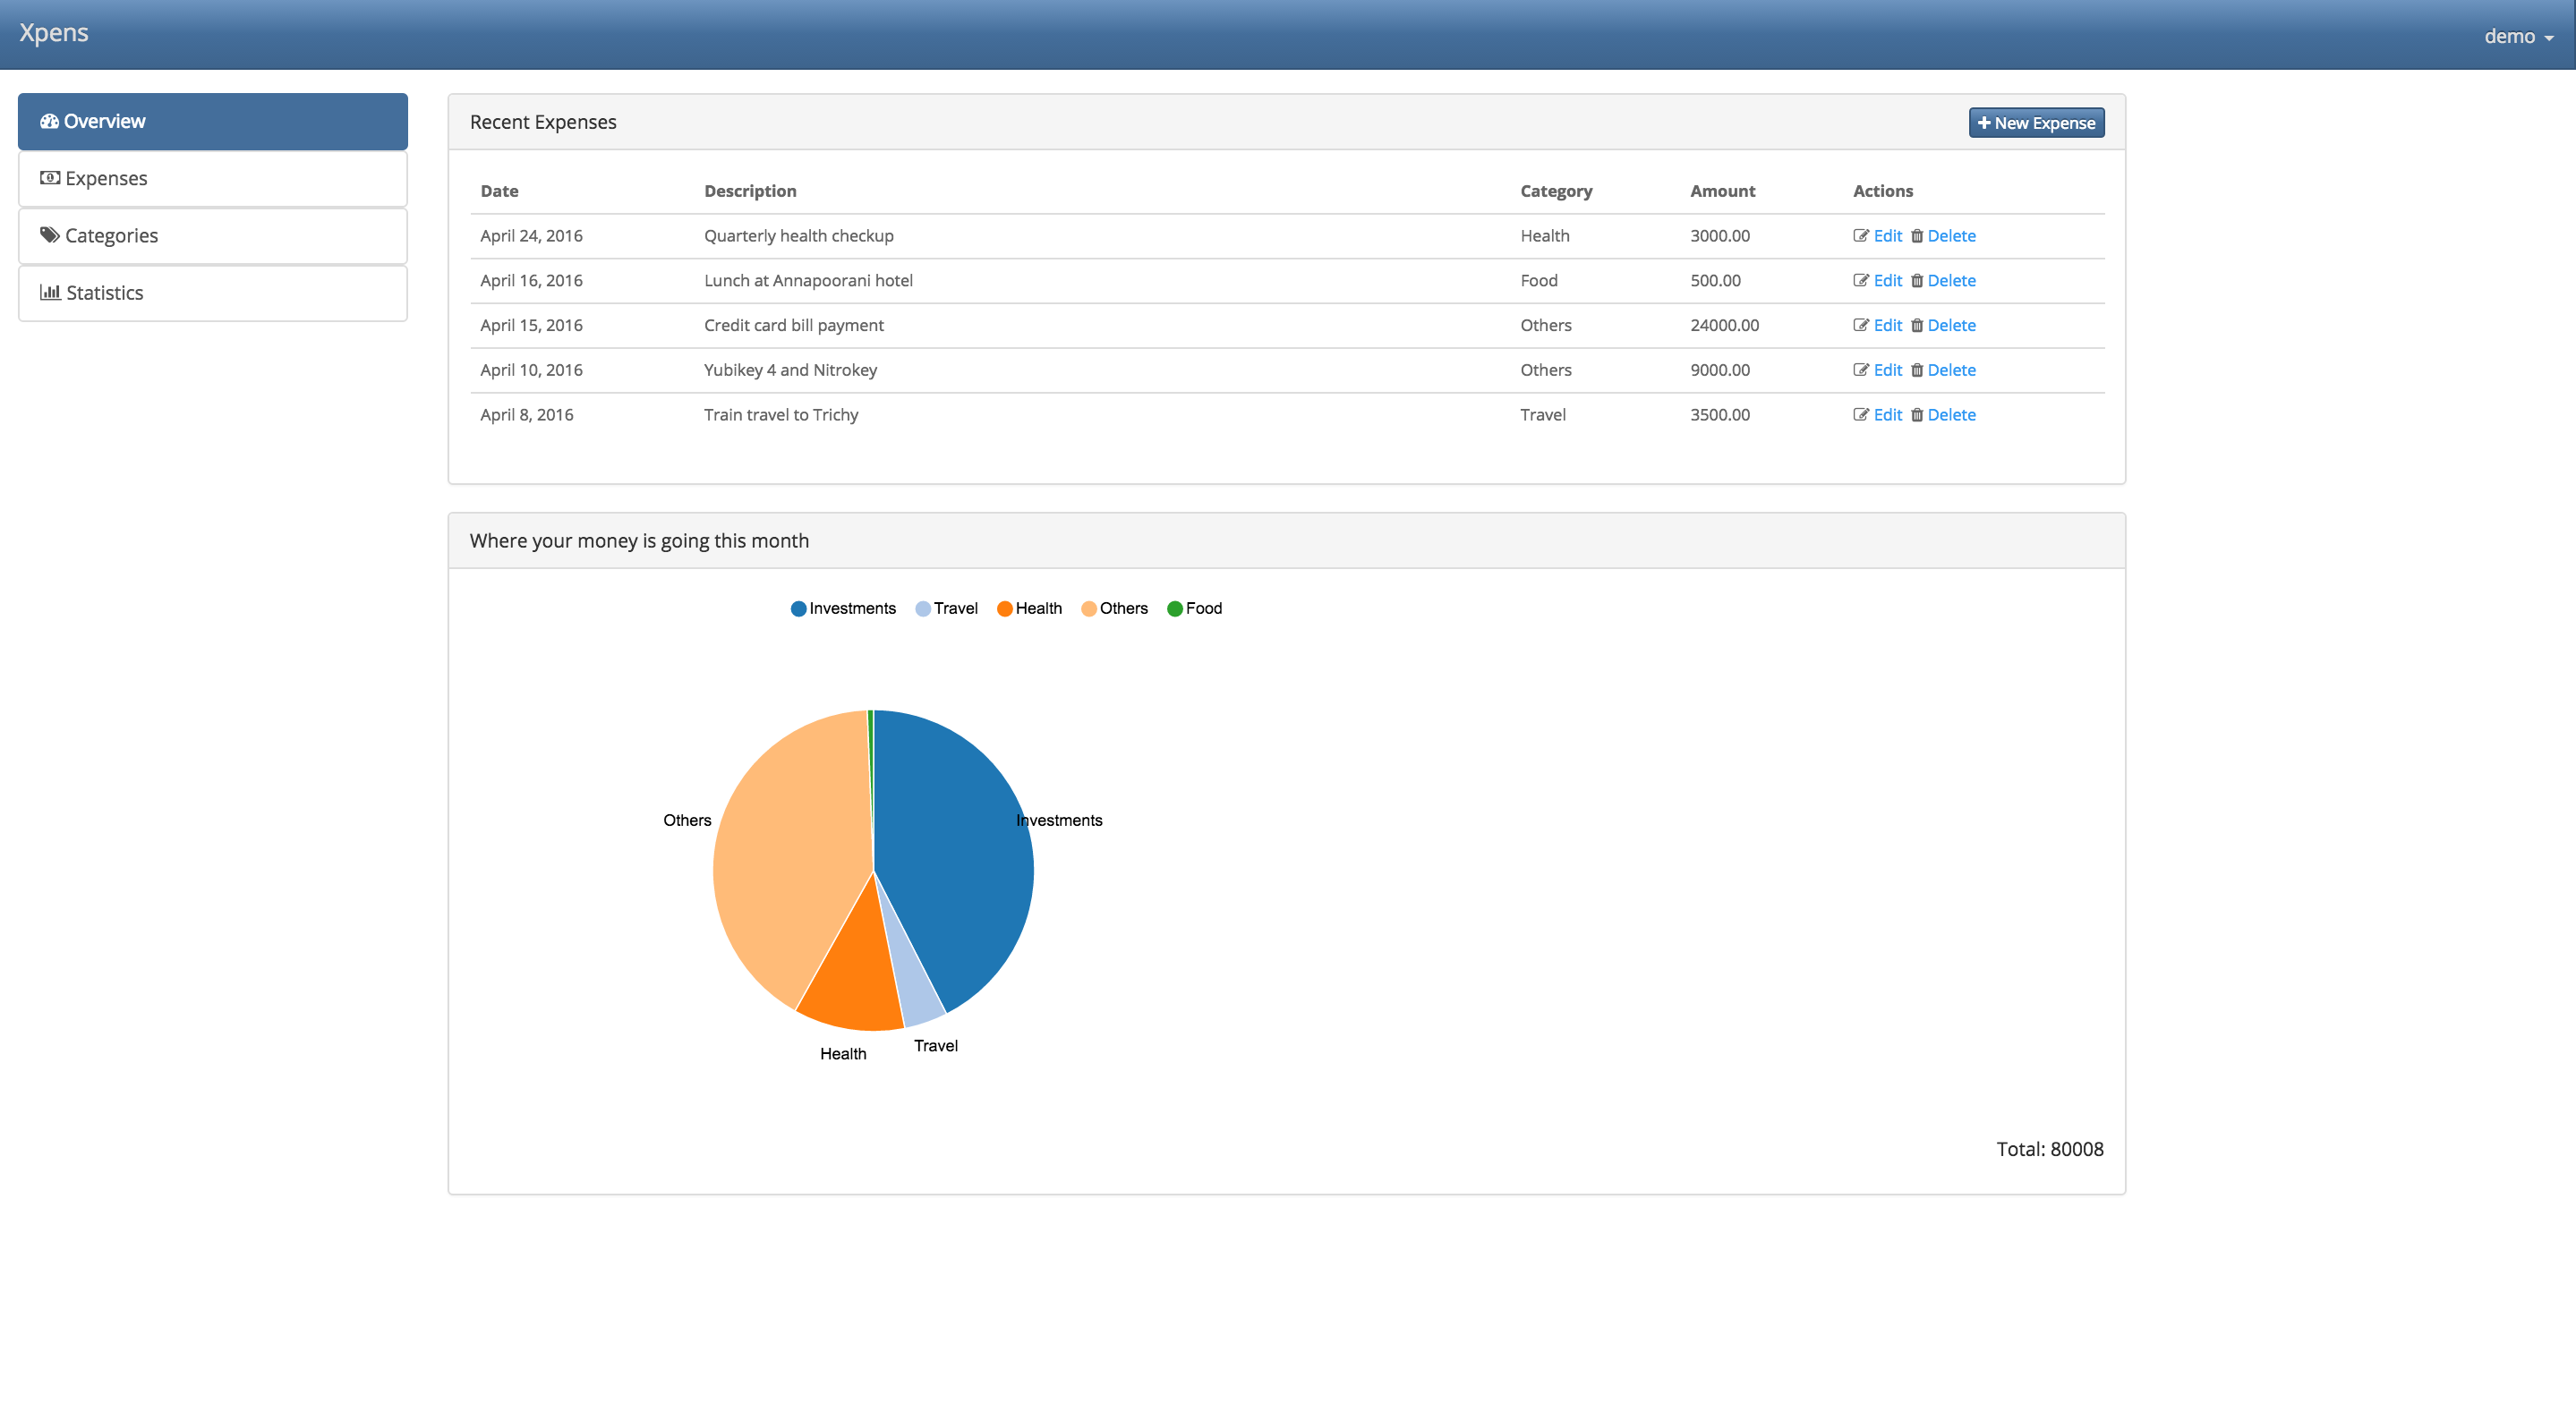 Xpens
demo
Overview
Expenses
Categories
Statistics
Recent Expenses
New Expense
Date Description Category Amount Actions
April 24, 2016 Quarterly health checkup Health 3000.00 Edit Delete
April 16, 2016 Lunch at Annapoorani hotel Food 500.00 Edit Delete
April 15, 2016 Credit card bill payment Others 24000.00 Edit Delete
April 10, 2016 Yubikey 4 and Nitrokey Others 9000.00 Edit Delete
April 8, 2016 Train travel to Trichy Travel 3500.00 Edit Delete
Where your money is going this month
Investments Travel Health Others Food
Others Investments
Travel
Health
Total: 80008